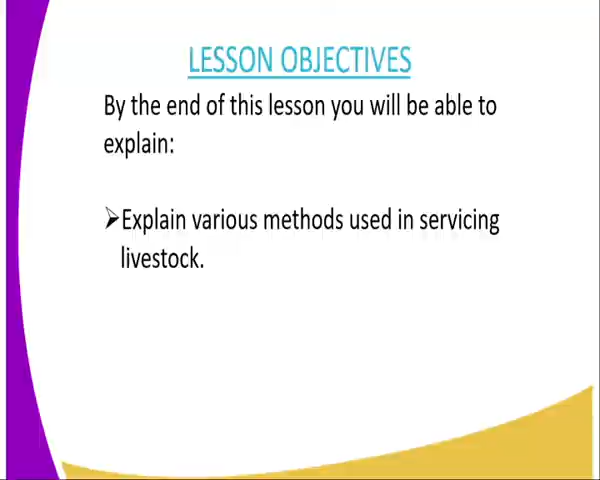 LESSON OBJECTIVES
By the end of this lesson you will be able to
explain:
➢Explain various methods used in servicing
livestock.